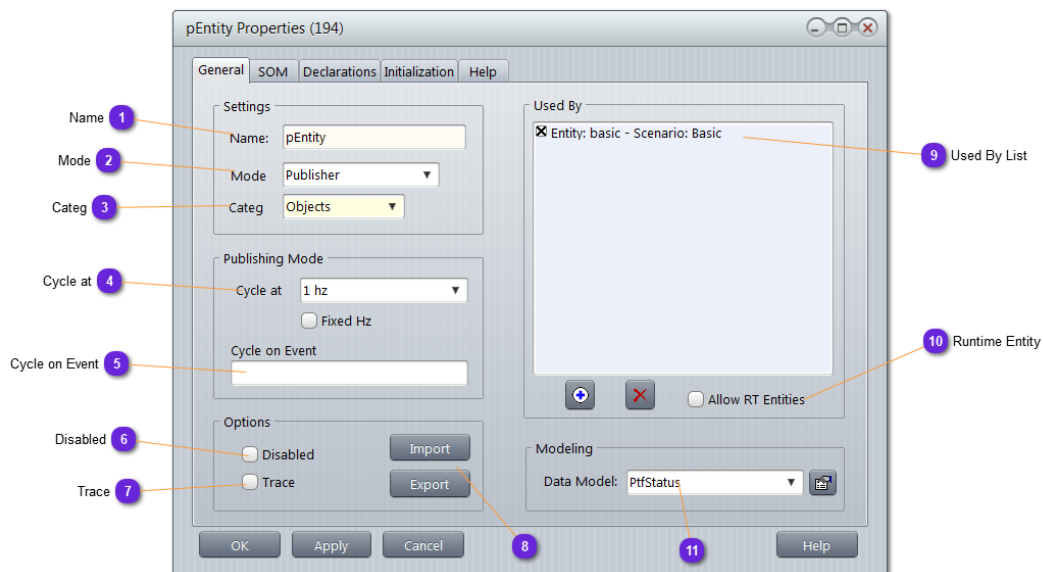 pEntity Properties (194)
General SOM Declarations Initialization Help
Settings
Name 1
Name: pEntity
Mode 2
Mode Publisher
Categ 3
Categ Objects
Publishing Mode
Cycle at 4
Cycle at 1 hz
Fixed Hz
Cycle on Event
Cycle on Event 5
Options
Disabled 6
Disabled
Trace 7
Trace
Import
Export
8
Used By
Entity: basic - Scenario: Basic
9 Used By List
10 Runtime Entity
Allow RT Entities
Modeling
Data Model: PtfStatus
11
OK Apply Cancel Help